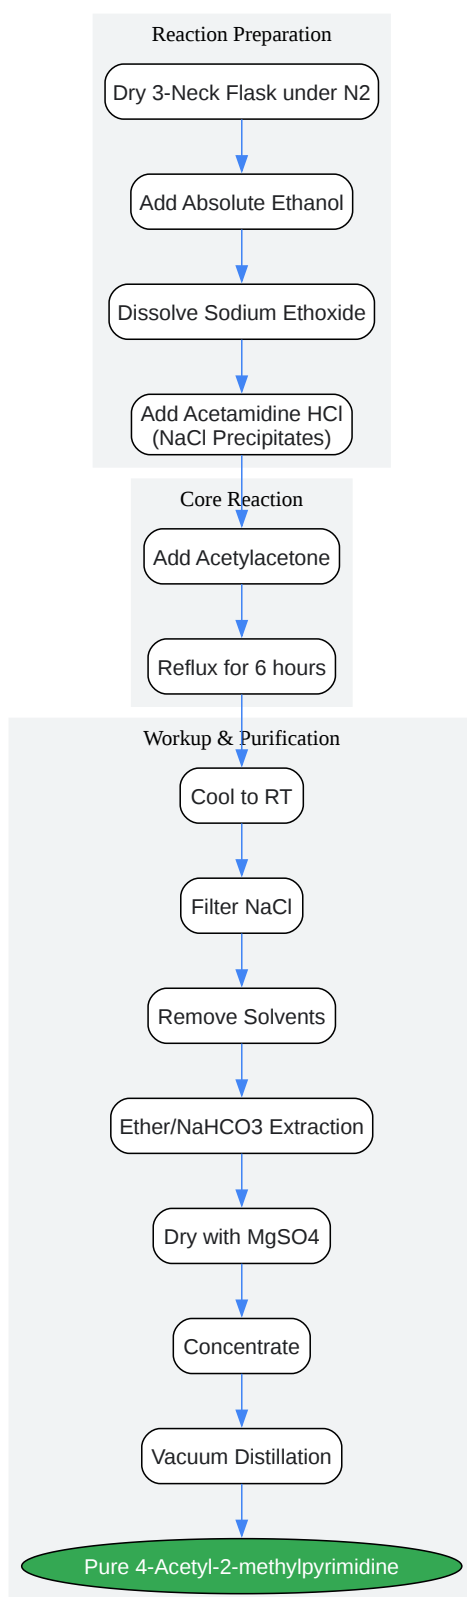 Reaction Preparation
Dry 3-Neck Flask under N2
Add Absolute Ethanol
Dissolve Sodium Ethoxide
Add Acetamidine HCl
(NaCl Precipitates)
Core Reaction
Add Acetylacetone
Reflux for 6 hours
Workup & Purification
Cool to RT
Filter NaCl
Remove Solvents
Ether/NaHCO3 Extraction
Dry with MgSO4
Concentrate
Vacuum Distillation
Pure 4-Acetyl-2-methylpyrimidine